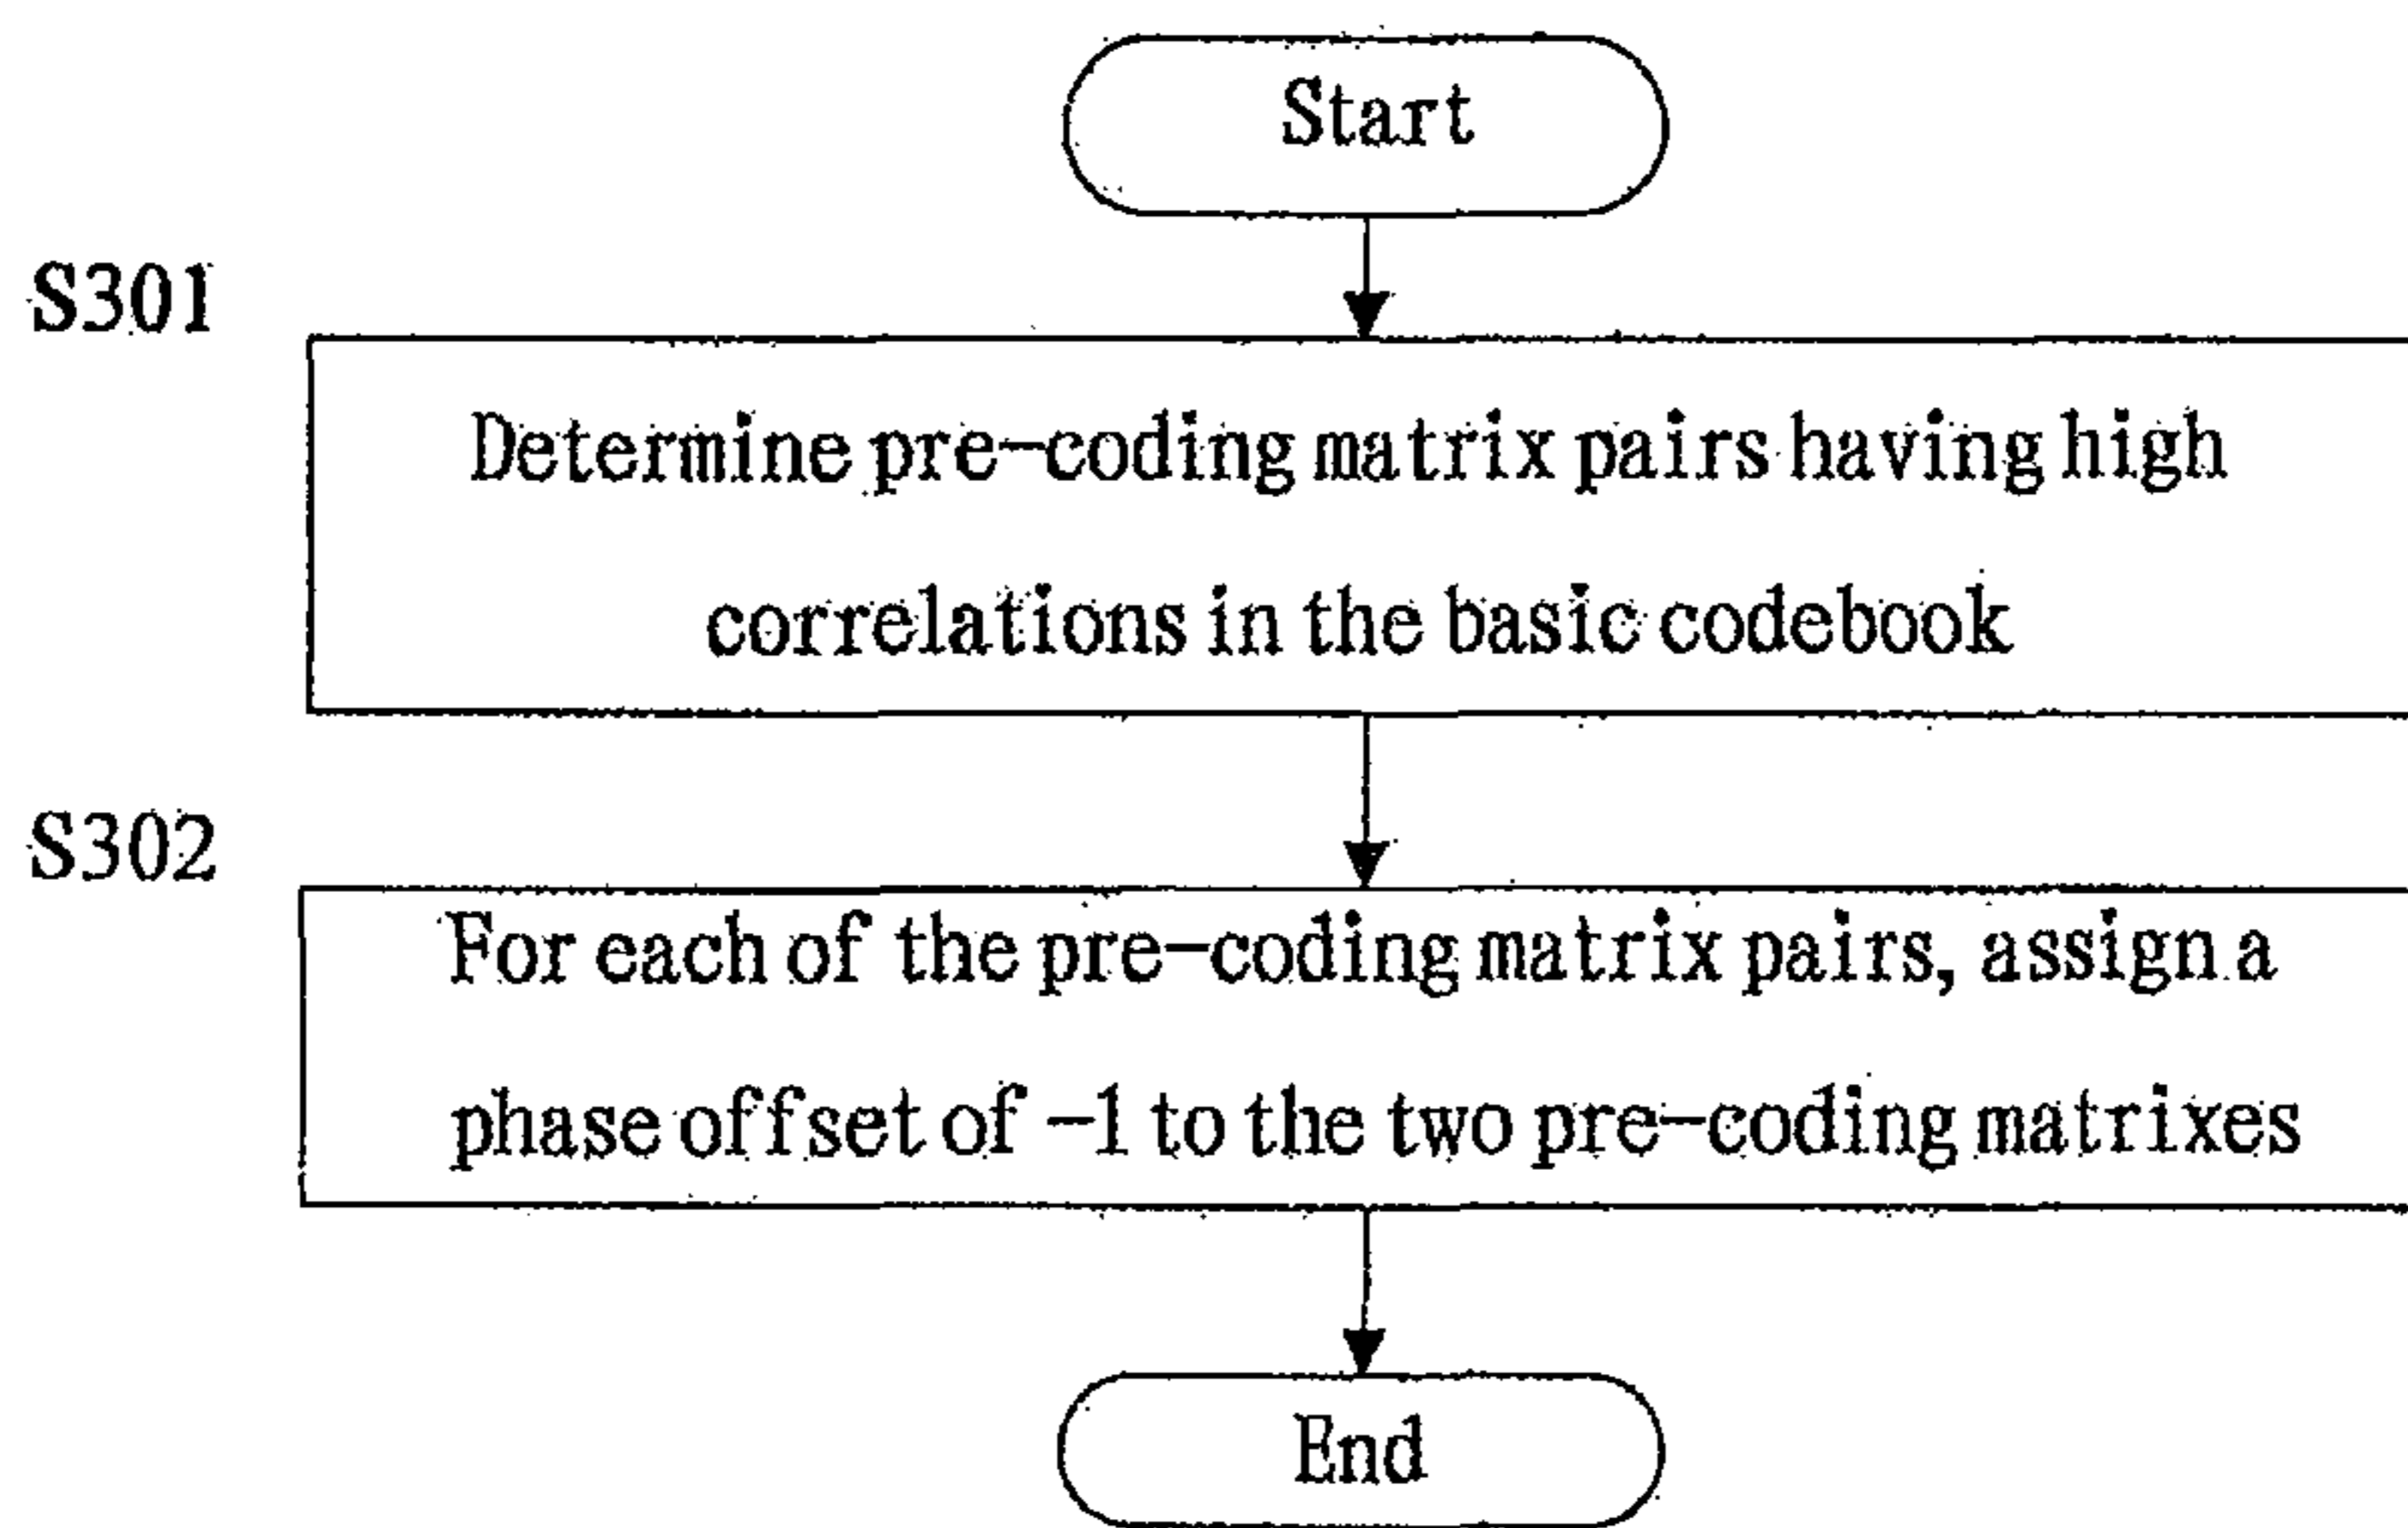 Start
S301
Determine pre-coding matrix pairs having high
correlations in the basic codebook
S302
For each of the pre-coding matrix pairs, assign a
phase offset of -1 to the two pre-coding matrixes
End